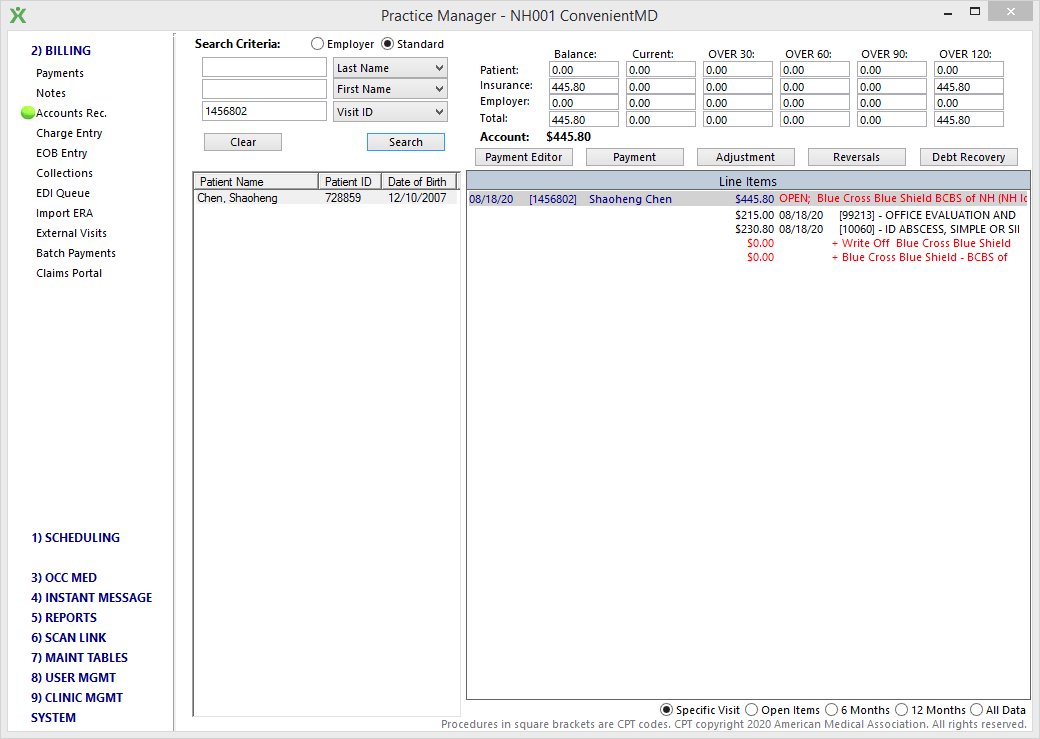 Practice Manager - NH001 ConvenientMD
2) BILLING
Payments
Notes
Accounts Rec.
Charge Entry
EOB Entry
Collections
EDI Queue
Import ERA
External Visits
Batch Payments
Claims Portal
1) SCHEDULING
3) OCC MED
4) INSTANT MESSAGE
5) REPORTS
6) SCAN LINK
7) MAINT TABLES
8) USER MGMT
9) CLINIC MGMT
SYSTEM
Search Criteria: Employer Standard
Last Name
First Name
1456802 Visit ID
Clear Search
Patient Name Patient ID Date of Birth
Chen, Shaoheng 728859 12/10/2007
Balance: Current: OVER 30: OVER 60: OVER 90: OVER 120:
Patient: 0.00 0.00 0.00 0.00 0.00 0.00
Insurance: 445.80 0.00 0.00 0.00 0.00 445.80
Employer: 0.00 0.00 0.00 0.00 0.00 0.00
Total: 445.80 0.00 0.00 0.00 0.00 445.80
Account: $445.80
Payment Editor Payment Adjustment Reversals Debt Recovery
Line Items
08/18/20 [1456802] Shaoheng Chen $445.80 OPEN; Blue Cross Blue Shield BCBS of NH (NH
$215.00 08/18/20 [99213] - OFFICE EVALUATION AND
$230.80 08/18/20 [10060] - ID ABSCESS, SIMPLE OR
$0.00 + Write Off Blue Cross Blue Shield
$0.00 + Blue Cross Blue Shield - BCBS of
Specific Visit Open Items 6 Months 12 Months All Data
Procedures in square brackets are CPT codes. CPT copyright 2020 American Medical Association. All rights reserved.